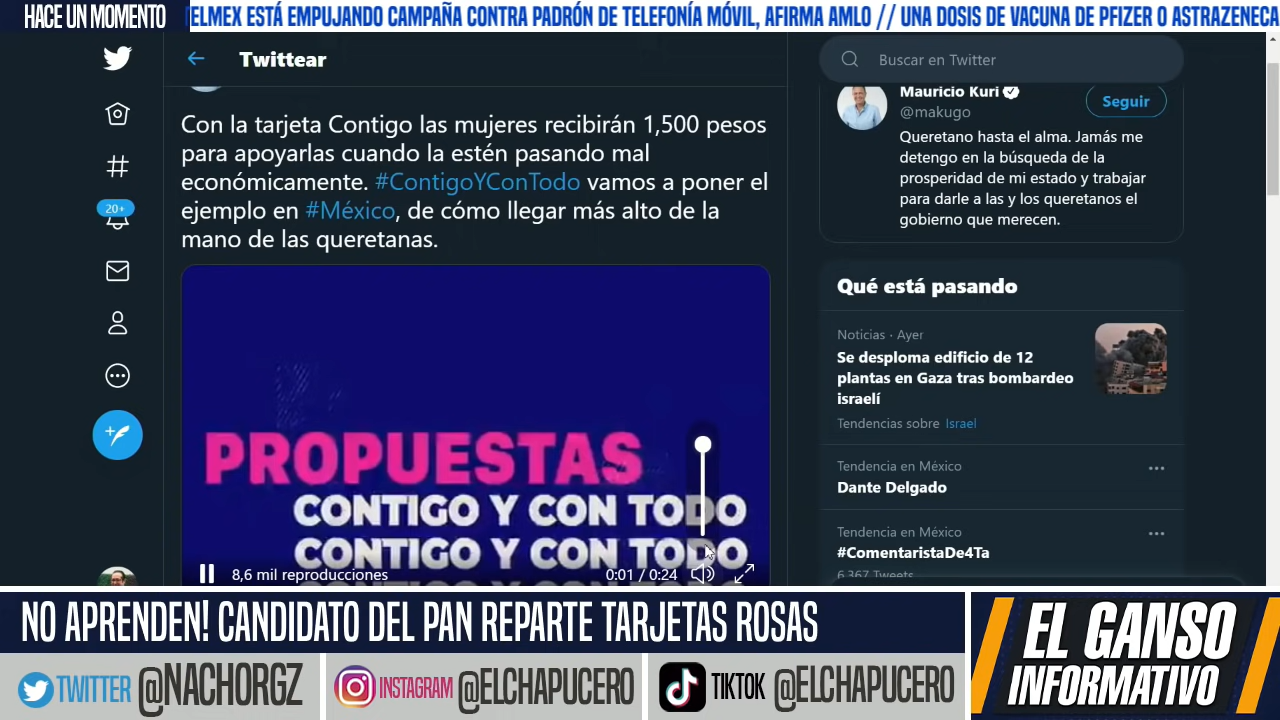 HACE UN MOMENTO
ELMEX ESTÁ EMPUJANDO CAMPAÑA CONTRA PADRÓN DE TELEFONÍA MÓVIL, AFIRMA AMLO // UNA DOSIS DE VACUNA DE PFIZER O ASTRAZENECA
Twittear
Buscar en Twitter
20+
Con la tarjeta Contigo las mujeres recibirán 1,500 pesos
para apoyarlas cuando la estén pasando mal
económicamente. #ContigoYConTodo vamos a poner el
ejemplo en #México, de cómo llegar más alto de la
mano de las queretanas.
PROPUESTAS
CONTIGO Y CON TODO
CONTIGO Y CON TODO
8,6 mil reproducciones
0:01 / 0:24
Mauricio Kuri
@makugo
Seguir
Queretano hasta el alma. Jamás me
detengo en la búsqueda de la
prosperidad de mi estado y trabajar
para darle a las y los queretanos el
gobierno que merecen.
Qué está pasando
Noticias · Ayer
Se desploma edificio de 12
plantas en Gaza tras bombardeo
israelí
Tendencias sobre Israel
Tendencia en México
Dante Delgado
Tendencia en México
#ComentaristaDe4Ta
6.367 Tweets
NO APRENDEN! CANDIDATO DEL PAN REPARTE TARJETAS ROSAS
TWITTER @NACHORGZ
INSTAGRAM @ELCHAPUCERO
TIKTOK @ELCHAPUCERO
EL GANSO
INFORMATIVO